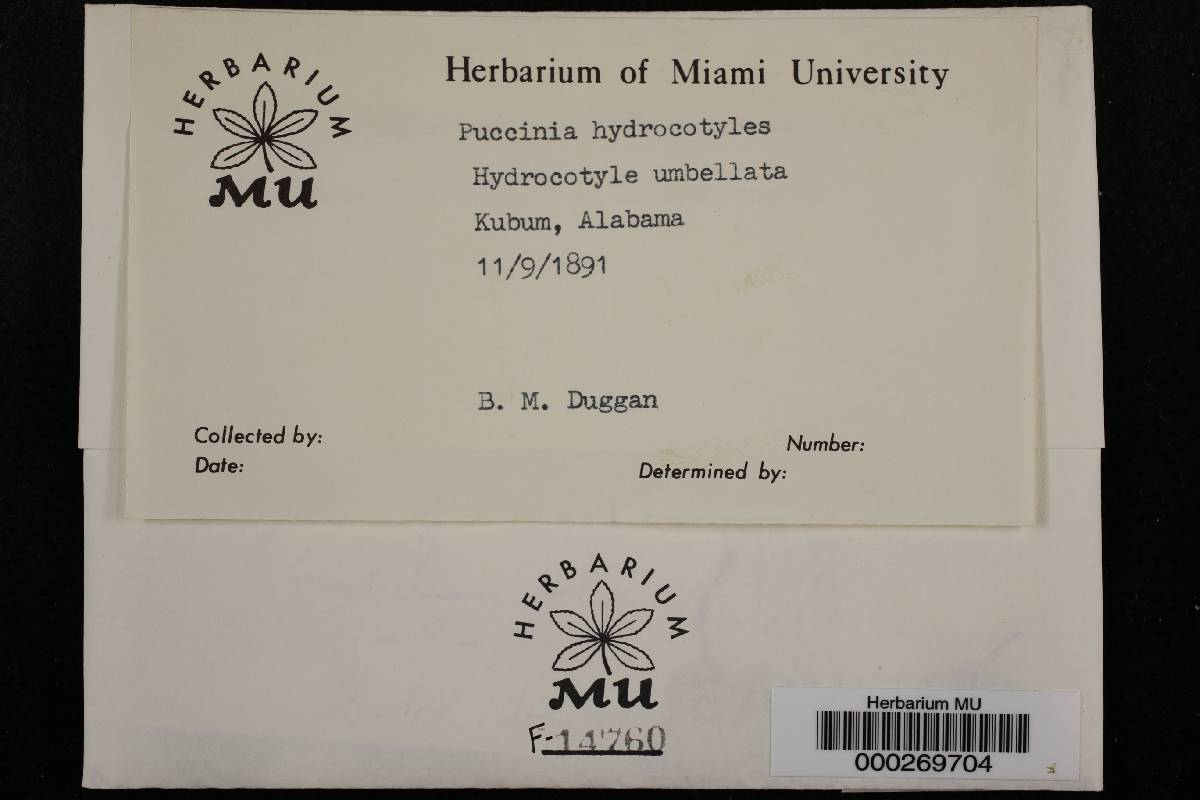 HERBARIUM
MU
Herbarium of Miami University
Puccinia hydrocotyles
Hydrocotyle umbellata
Kubum, Alabama
11/9/1891
B. M. Duggan
Collected by:
Number:
Date:
Determined by:
HERBARIUM
MU
F-14760
Herbarium MU
000269704